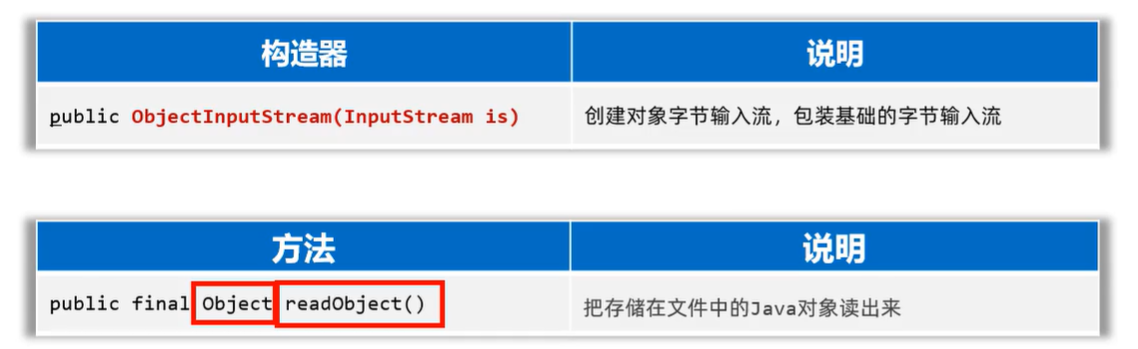 构造器 说明
public ObjectInputStream(InputStream is) 创建对象字节输入流，包装基础的字节输入流
方法 说明
public final Object readObject() 把存储在文件中的Java对象读出来